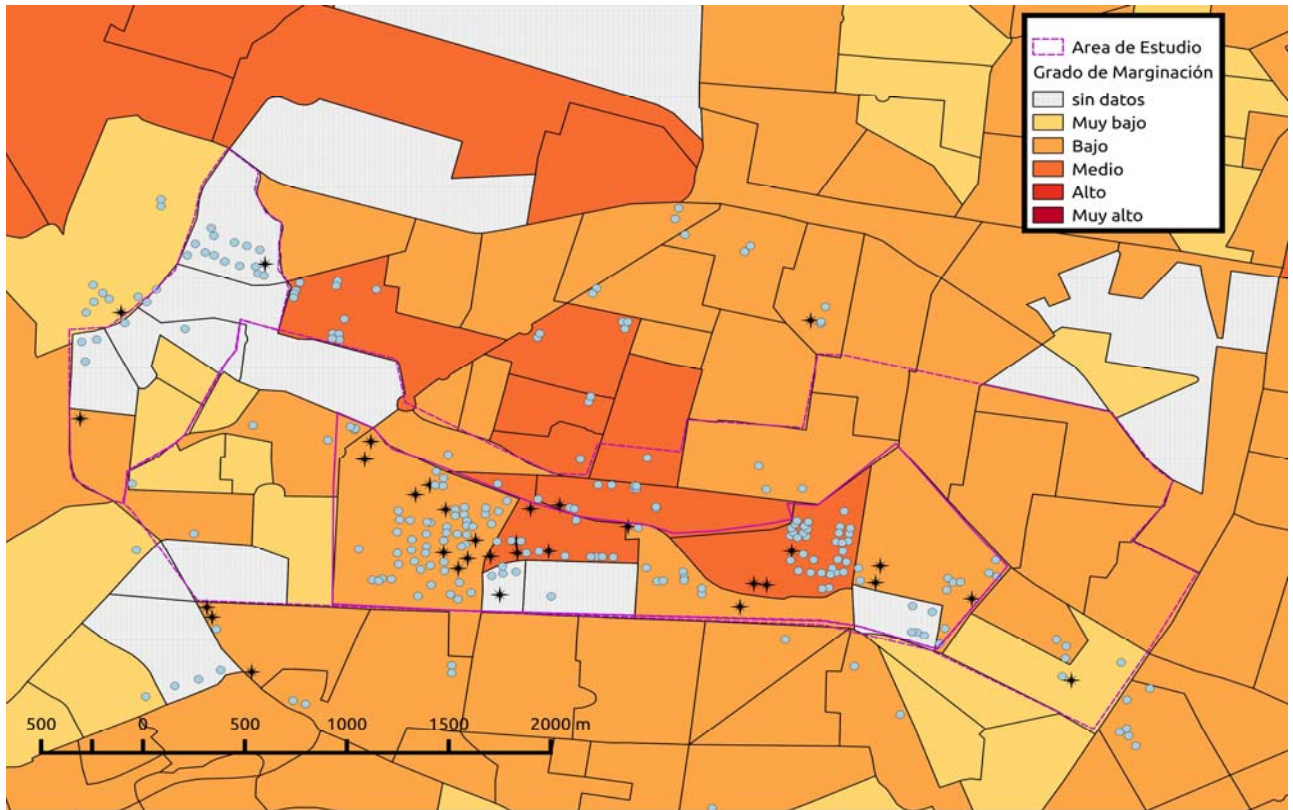 Area de Estudio
Grado de Marginación
sin datos
Muy bajo
Bajo
Medio
Alto
Muy alto
500 0 500 1000 1500 2000 m